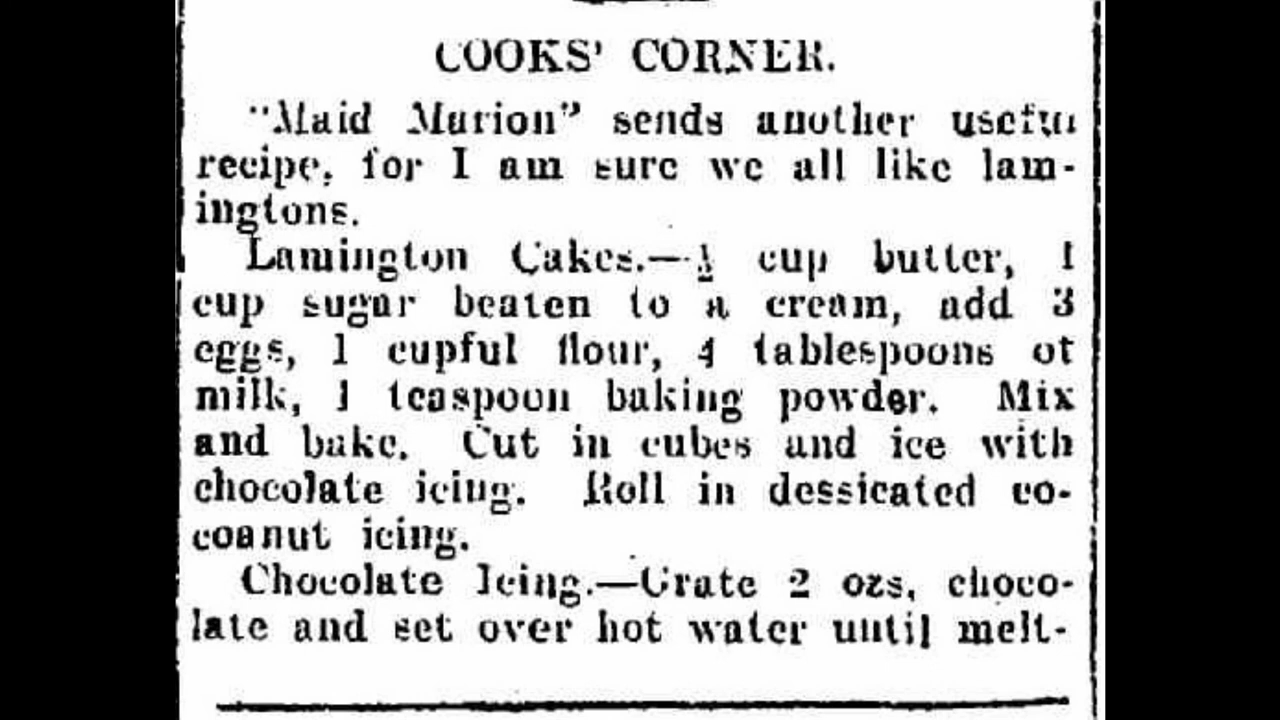 COOKS' CORNER.
"Maid Marion" sends another useful
recipe, for I am sure we all like lam-
ingtons.
Lamington Cakes.—½ cup butter, 1
cup sugar beaten to a cream, add 3
eggs, 1 cupful flour, 4 tablespoons of
milk, 1 teaspoon baking powder. Mix
and bake. Cut in cubes and ice with
chocolate icing. Roll in dessicated co-
coanut icing.
Chocolate Icing.—Grate 2 ozs, choco-
late and set over hot water until melt-